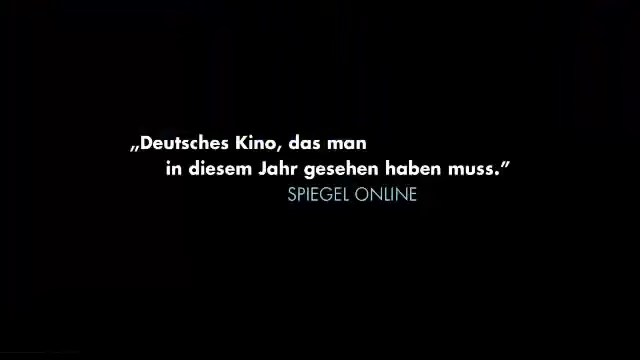 „Deutsches Kino, das man
in diesem Jahr gesehen haben muss.”
SPIEGEL ONLINE